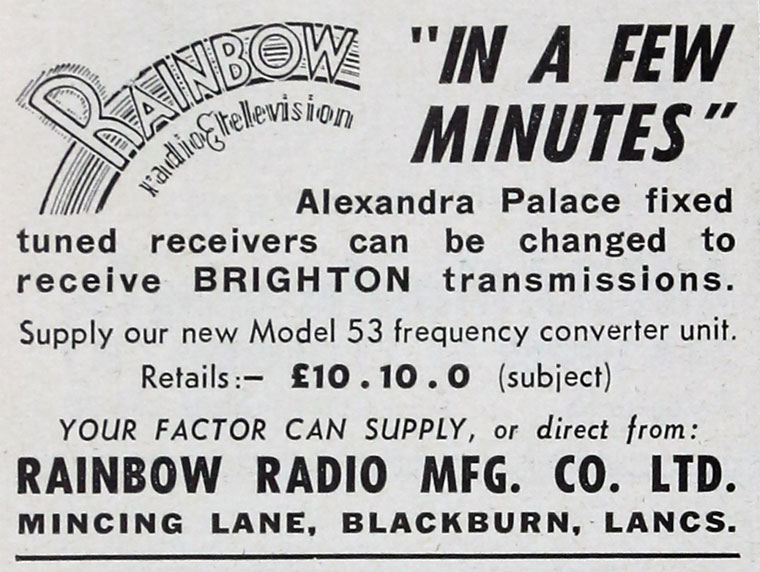 RAINBOW
radio & television
"IN A FEW
MINUTES"
Alexandra Palace fixed
tuned receivers can be changed to
receive BRIGHTON transmissions.
Supply our new Model 53 frequency converter unit.
Retails:– £10.10.0 (subject)
YOUR FACTOR CAN SUPPLY, or direct from:
RAINBOW RADIO MFG. CO. LTD.
MINCING LANE, BLACKBURN, LANCS.